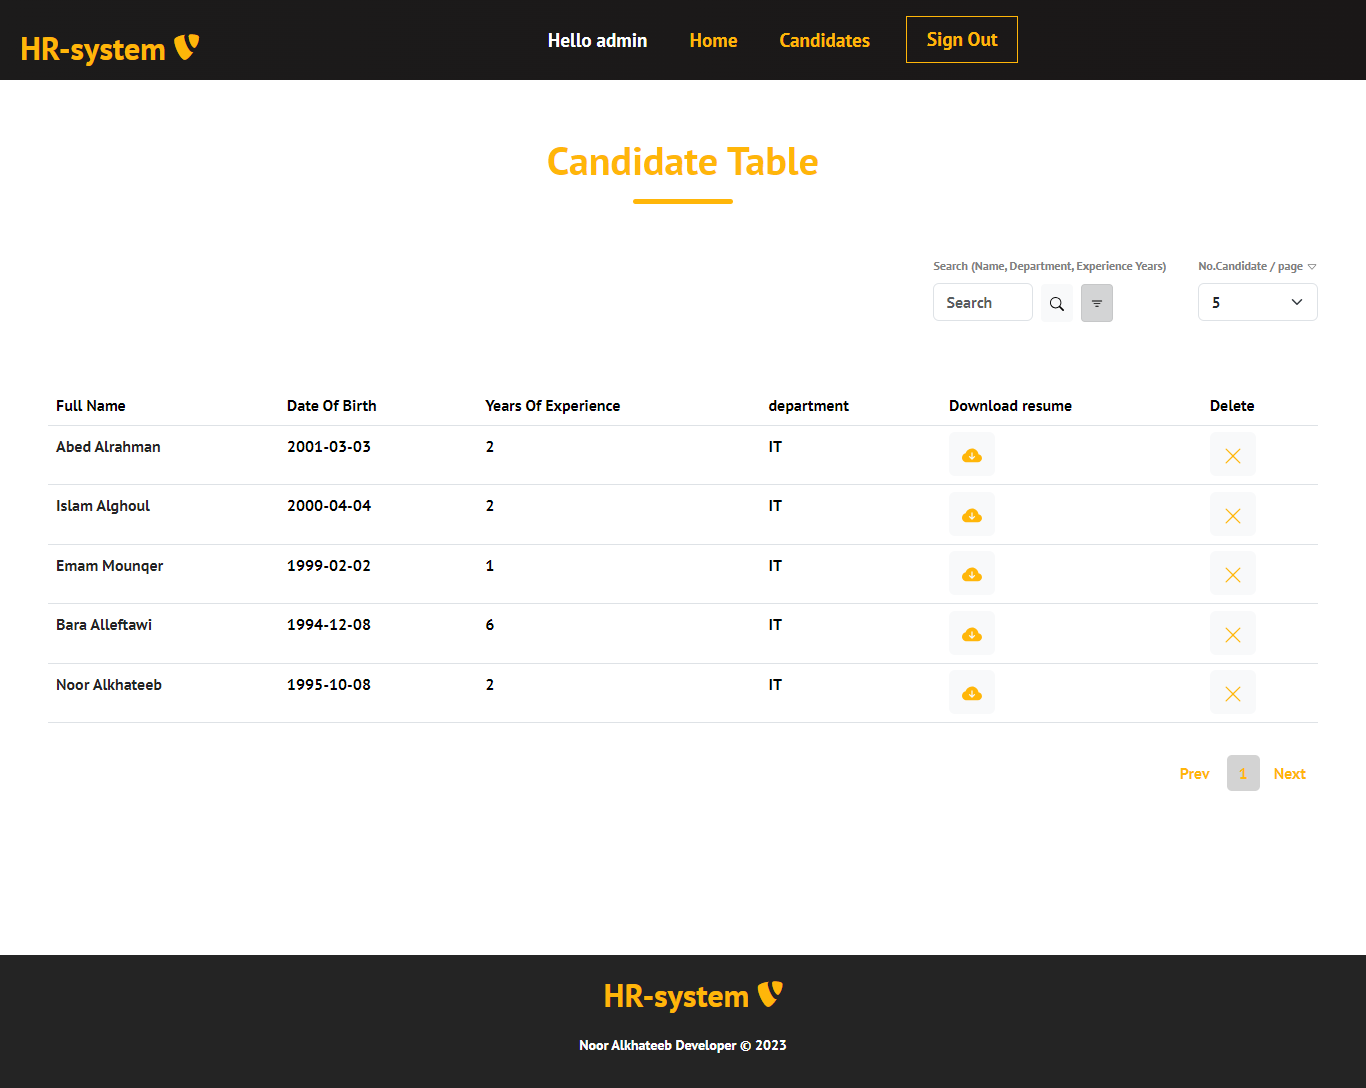 HR-system
Hello admin Home Candidates Sign Out
Candidate Table
Search (Name, Department, Experience Years) No.Candidate / page
Search 5
Full Name Date Of Birth Years Of Experience department Download resume Delete
Abed Alrahman 2001-03-03 2 IT
Islam Alghoul 2000-04-04 2 IT
Emam Mounqer 1999-02-02 1 IT
Bara Alleftawi 1994-12-08 6 IT
Noor Alkhateeb 1995-10-08 2 IT
Prev 1 Next
HR-system
Noor Alkhateeb Developer © 2023